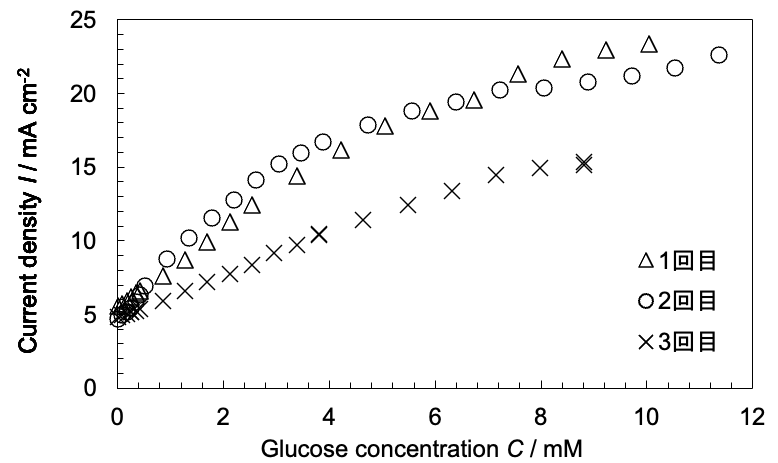 25
20
15
10
5
0
Current density I / mA cm-2
1回目
2回目
3回目
0 2 4 6 8 10 12
Glucose concentration C / mM